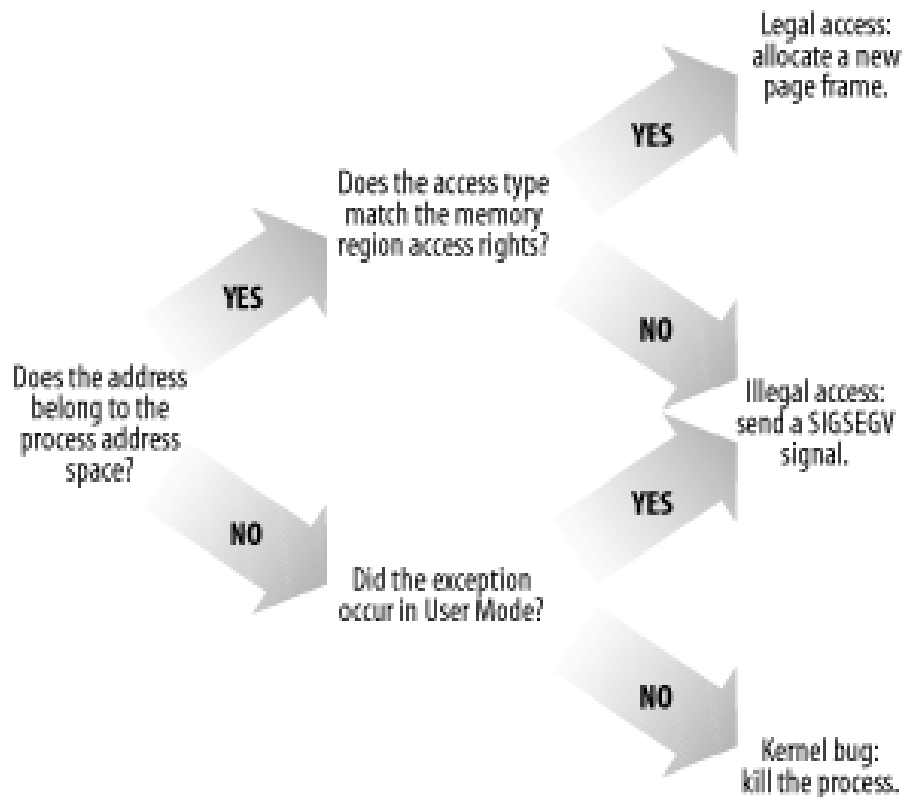 Legal access:
allocate a new
page frame.
YES
Does the access type
match the memory
region access rights?
YES
NO
Does the address
belong to the
process address
space?
Illegal access:
send a SIGSEGV
signal.
YES
NO
Did the exception
occur in User Mode?
NO
Kernel bug:
kill the process.